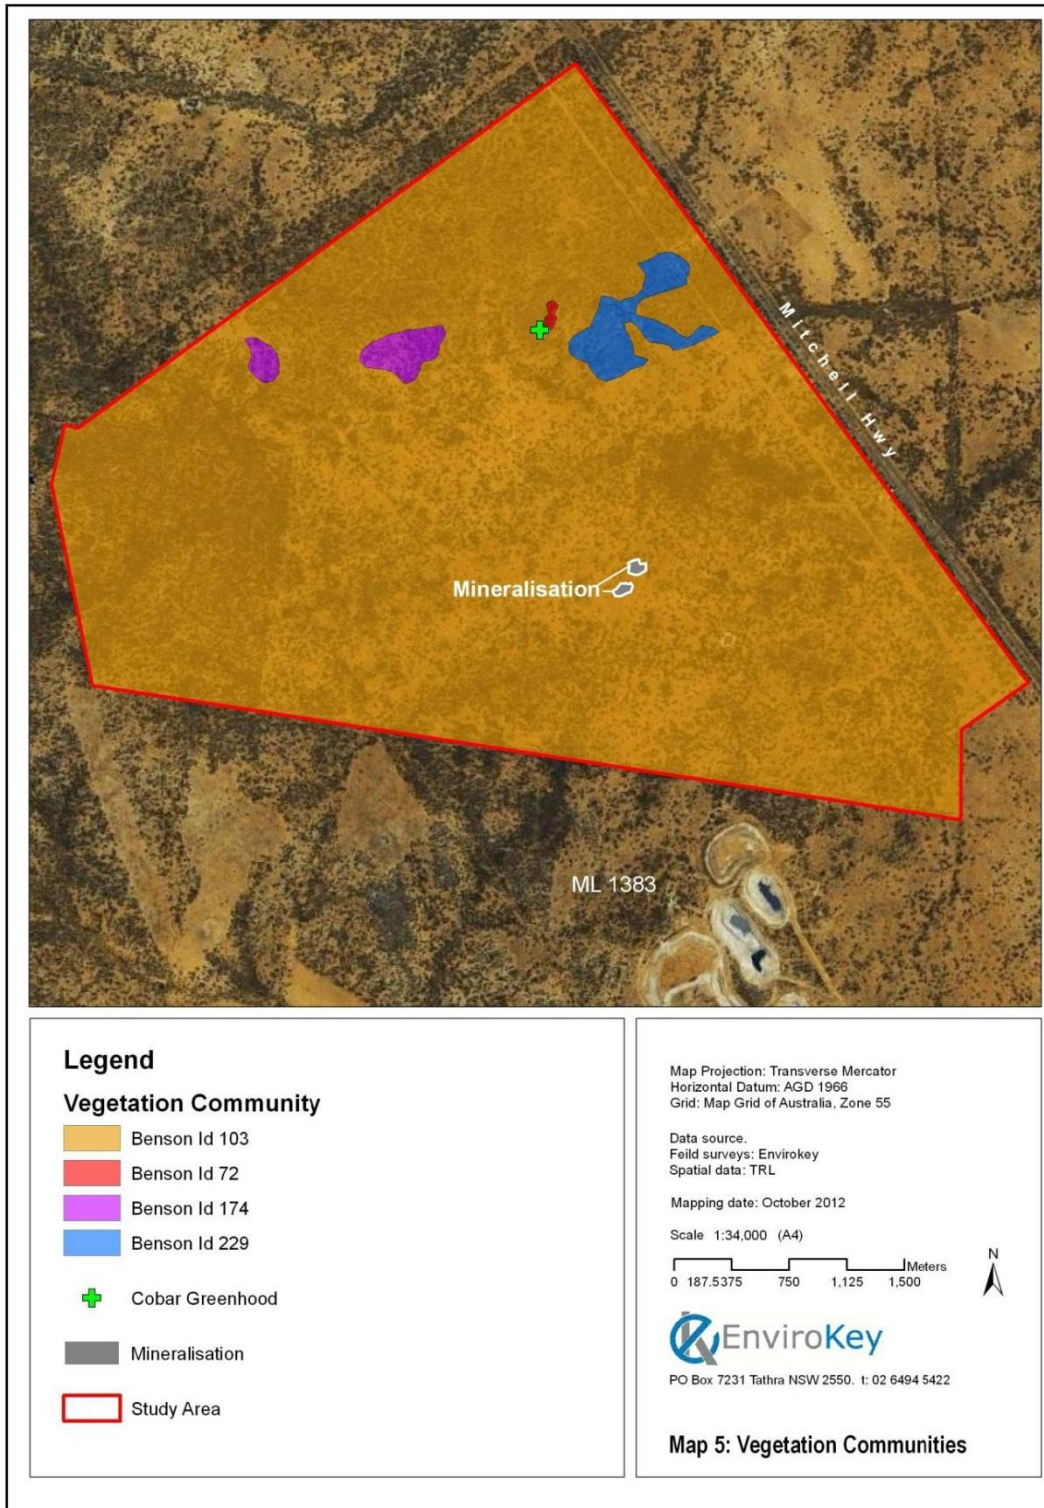 Mitchell Hwy
Mineralisation
ML 1383
Legend
Vegetation Community
Benson Id 103
Benson Id 72
Benson Id 174
Benson Id 229
Cobar Greenhood
Mineralisation
Study Area
Map Projection: Transverse Mercator
Horizontal Datum: AGD 1966
Grid: Map Grid of Australia, Zone 55
Data source.
Feild surveys: Envirokey
Spatial data: TRL
Mapping date: October 2012
Scale 1:34,000 (A4)
Meters
0 187.5375 750 1,125 1,500
N
EnviroKey
PO Box 7231 Tathra NSW 2550. t: 02 6494 5422
Map 5: Vegetation Communities